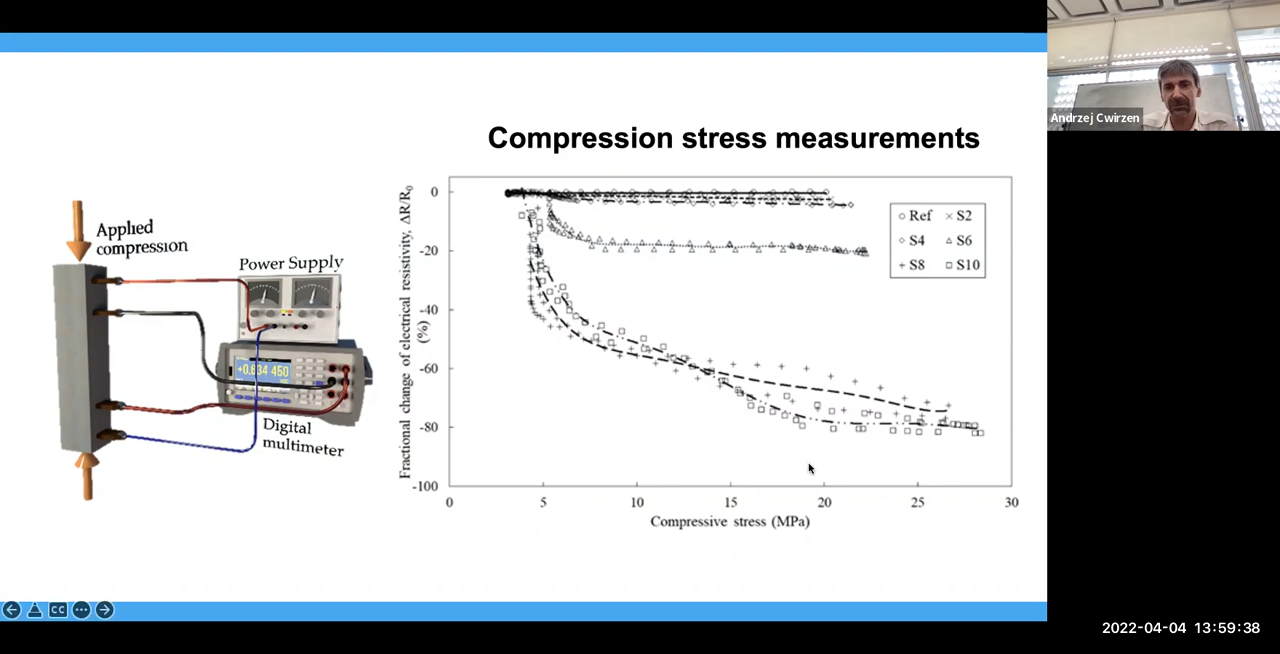 Andrzej Cwirzen
Compression stress measurements
Applied
compression
Power Supply
+0.834 450
Digital
multimeter
Fractional change of electrical resistivity, ΔR/R₀
(%)
0
-20
-40
-60
-80
-100
0
5
10
15
20
25
30
Compressive stress (MPa)
Ref S2
S4 S6
S8 S10
CC
2022-04-04 13:59:38